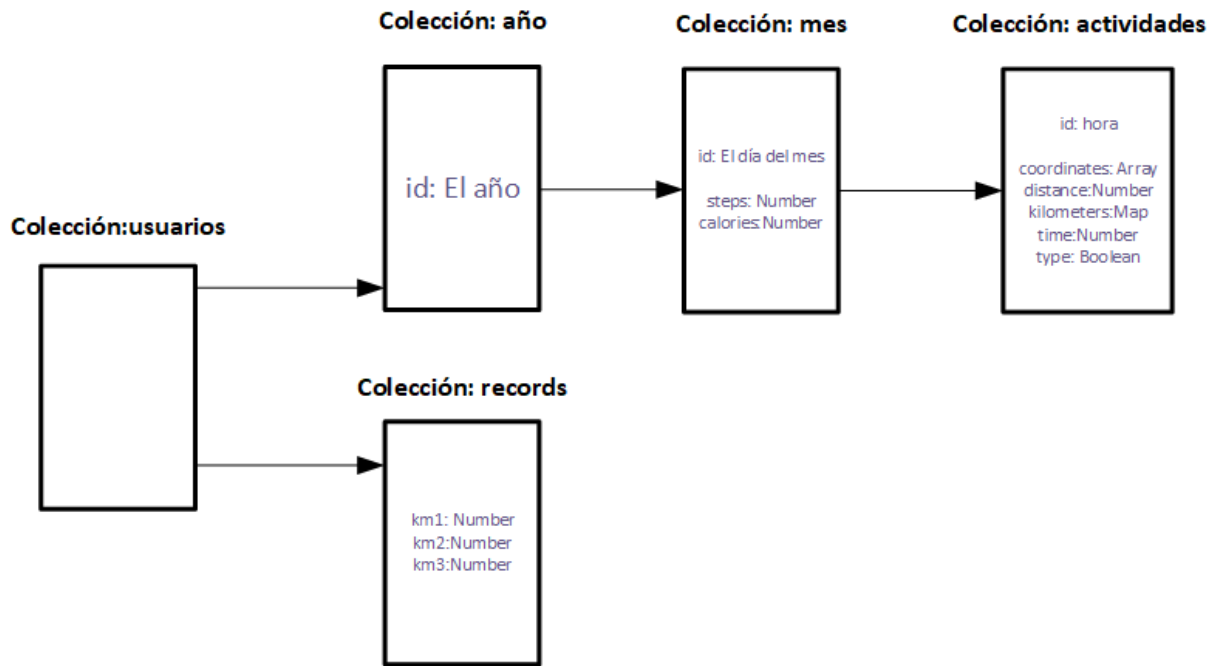 Colección: año
Colección: mes
Colección: actividades
id: El año
id: El día del mes
steps: Number
calories:Number
id: hora
coordinates: Array
distance:Number
kilometers:Map
time:Number
type: Boolean
Colección:usuarios
Colección: records
km1: Number
km2:Number
km3:Number